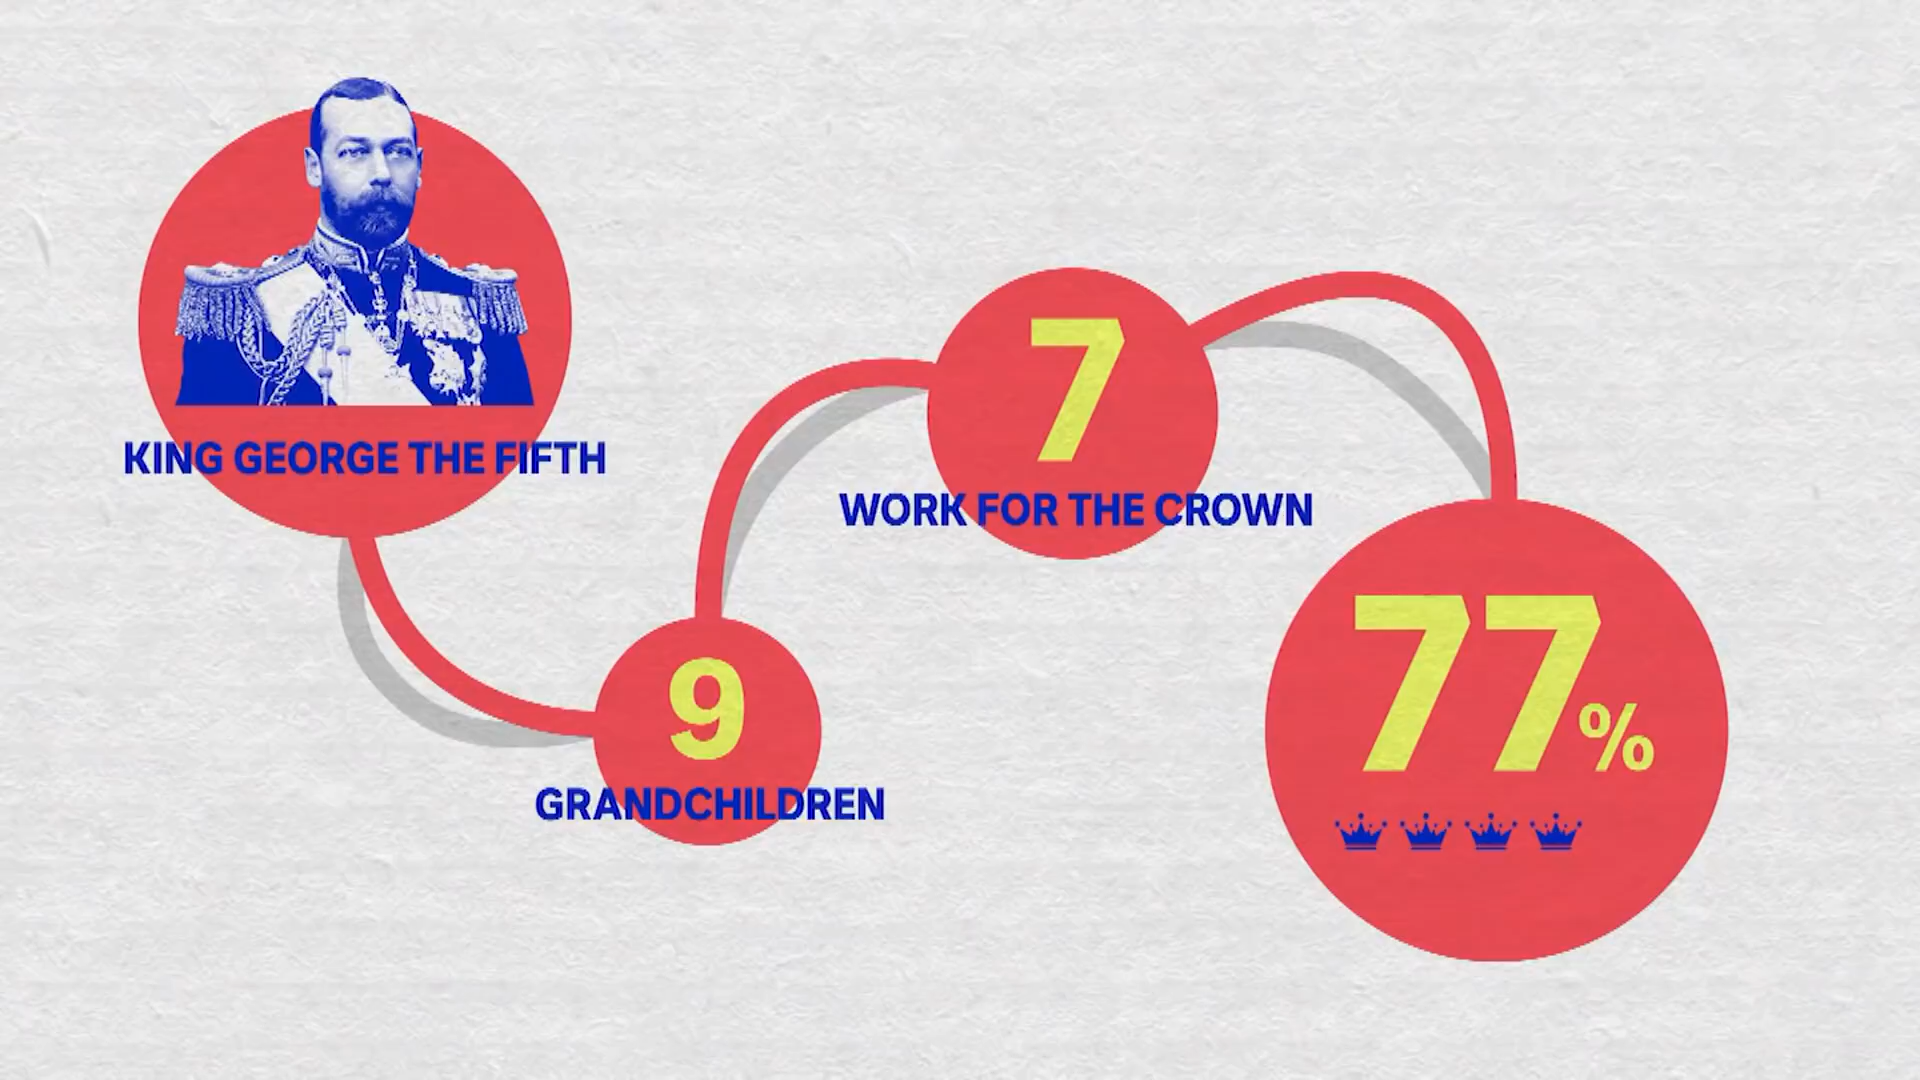 KING GEORGE THE FIFTH
9
GRANDCHILDREN
7
WORK FOR THE CROWN
77%